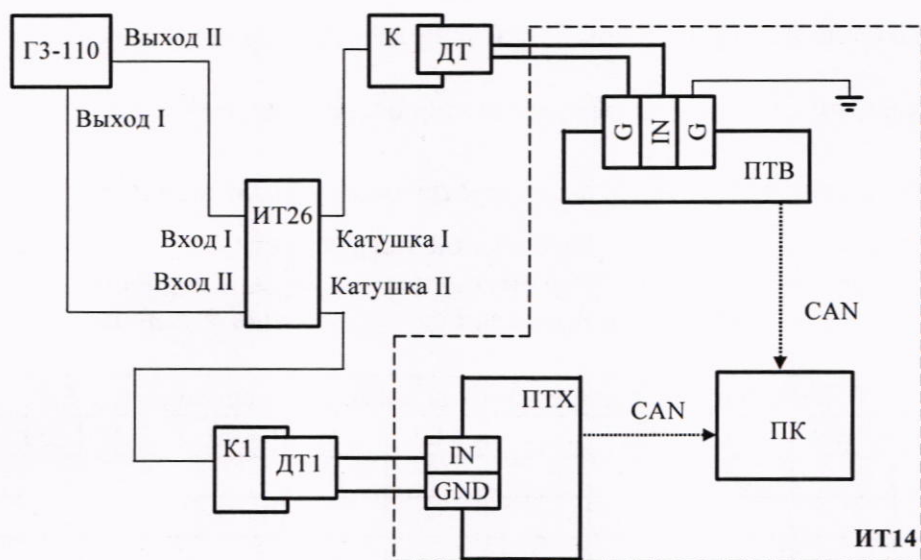 Г3-110
Выход II
Выход I
К
ДТ
G
IN
G
ПТВ
ИТ26
Вход I
Вход II
Катушка I
Катушка II
CAN
К1
ДТ1
IN
GND
ПТХ
CAN
ПК
ИТ14